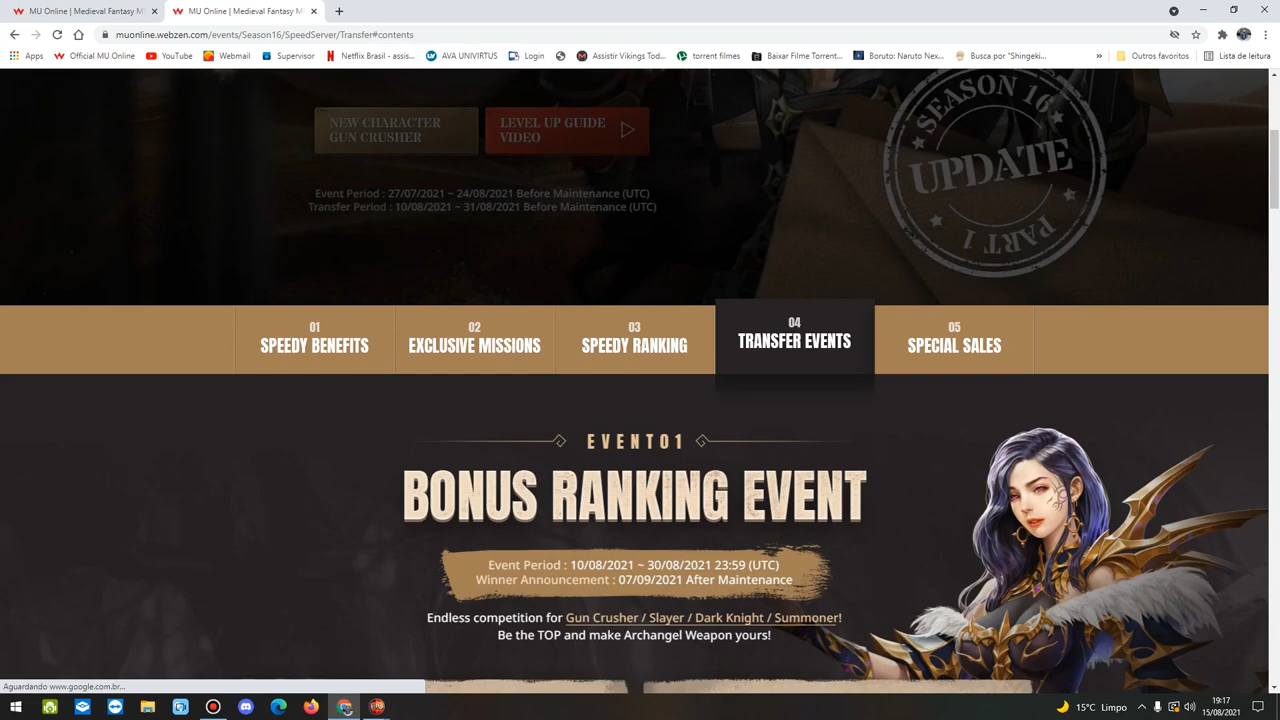 MU Online | Medieval Fantasy M
MU Online | Medieval Fantasy M
muonline.webzen.com/events/Season16/SpeedServer/Transfer#contents
Apps
Official MU Online
YouTube
Webmail
Supervisor
Netflix Brasil - assis...
AVA UNIVIRTUS
Login
Assistir Vikings Tod...
torrent filmes
Baixar Filme Torrent...
Boruto: Naruto Nex...
Busca por "Shingeki...
»
Outros favoritos
Lista de leitura
NEW CHARACTER
GUN CRUSHER
LEVEL UP GUIDE
VIDEO
Event Period : 27/07/2021 ~ 24/08/2021 Before Maintenance (UTC)
Transfer Period : 10/08/2021 ~ 31/08/2021 Before Maintenance (UTC)
SEASON 16
UPDATE
PART 1
01
SPEEDY BENEFITS
02
EXCLUSIVE MISSIONS
03
SPEEDY RANKING
04
TRANSFER EVENTS
05
SPECIAL SALES
EVENT01
BONUS RANKING EVENT
Event Period : 10/08/2021 ~ 30/08/2021 23:59 (UTC)
Winner Announcement : 07/09/2021 After Maintenance
Endless competition for Gun Crusher / Slayer / Dark Knight / Summoner!
Be the TOP and make Archangel Weapon yours!
Aguardando www.google.com.br...
15°C Limpo
19:17
15/08/2021